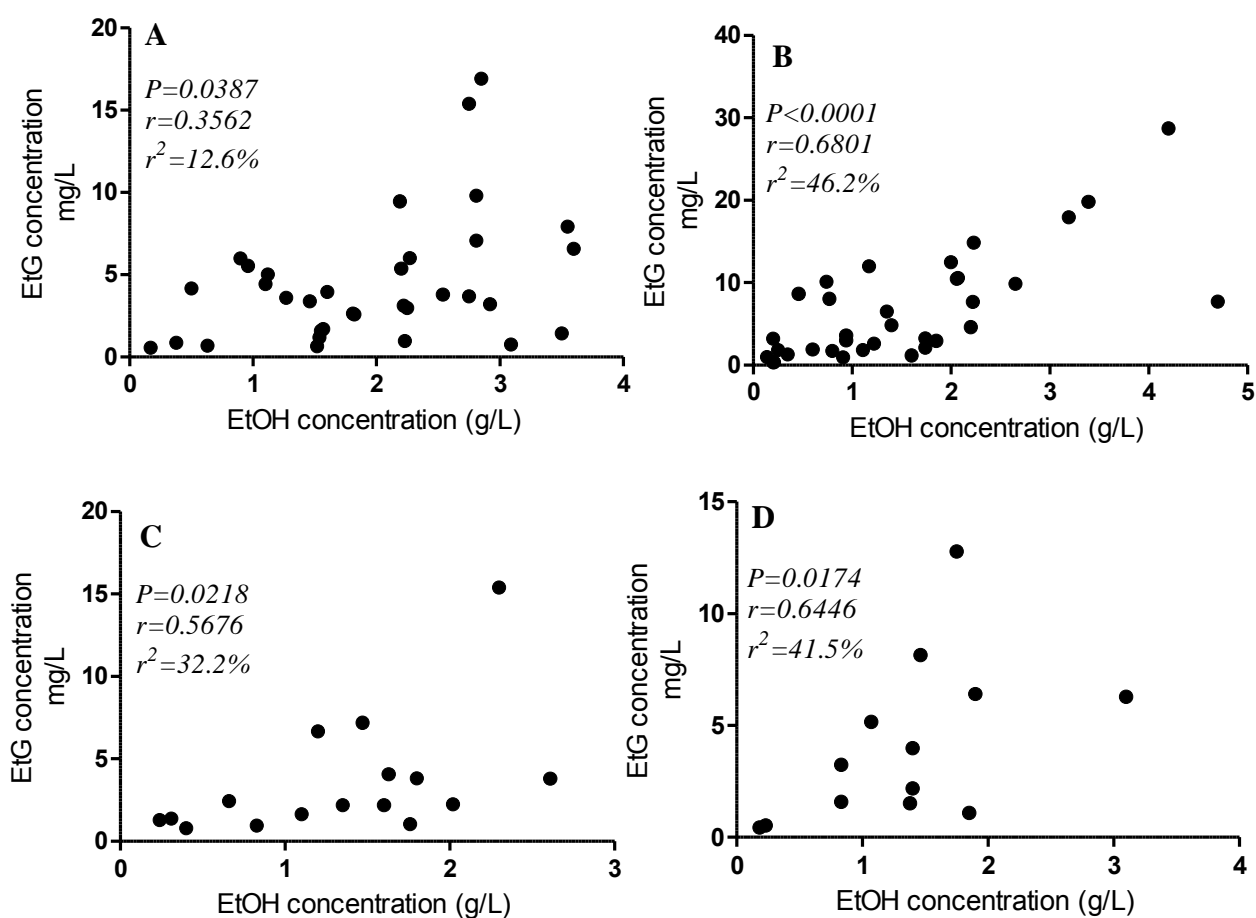 A
P=0.0387
r=0.3562
r²=12.6%
EtG concentration
mg/L
20
15
10
5
0
0 1 2 3 4
EtOH concentration (g/L)
B
P<0.0001
r=0.6801
r²=46.2%
EtG concentration
mg/L
40
30
20
10
0
0 1 2 3 4 5
EtOH concentration (g/L)
C
P=0.0218
r=0.5676
r²=32.2%
EtG concentration
mg/L
20
15
10
5
0
0 1 2 3
EtOH concentration (g/L)
D
P=0.0174
r=0.6446
r²=41.5%
EtG concentration
mg/L
15
10
5
0
0 1 2 3 4
EtOH concentration (g/L)